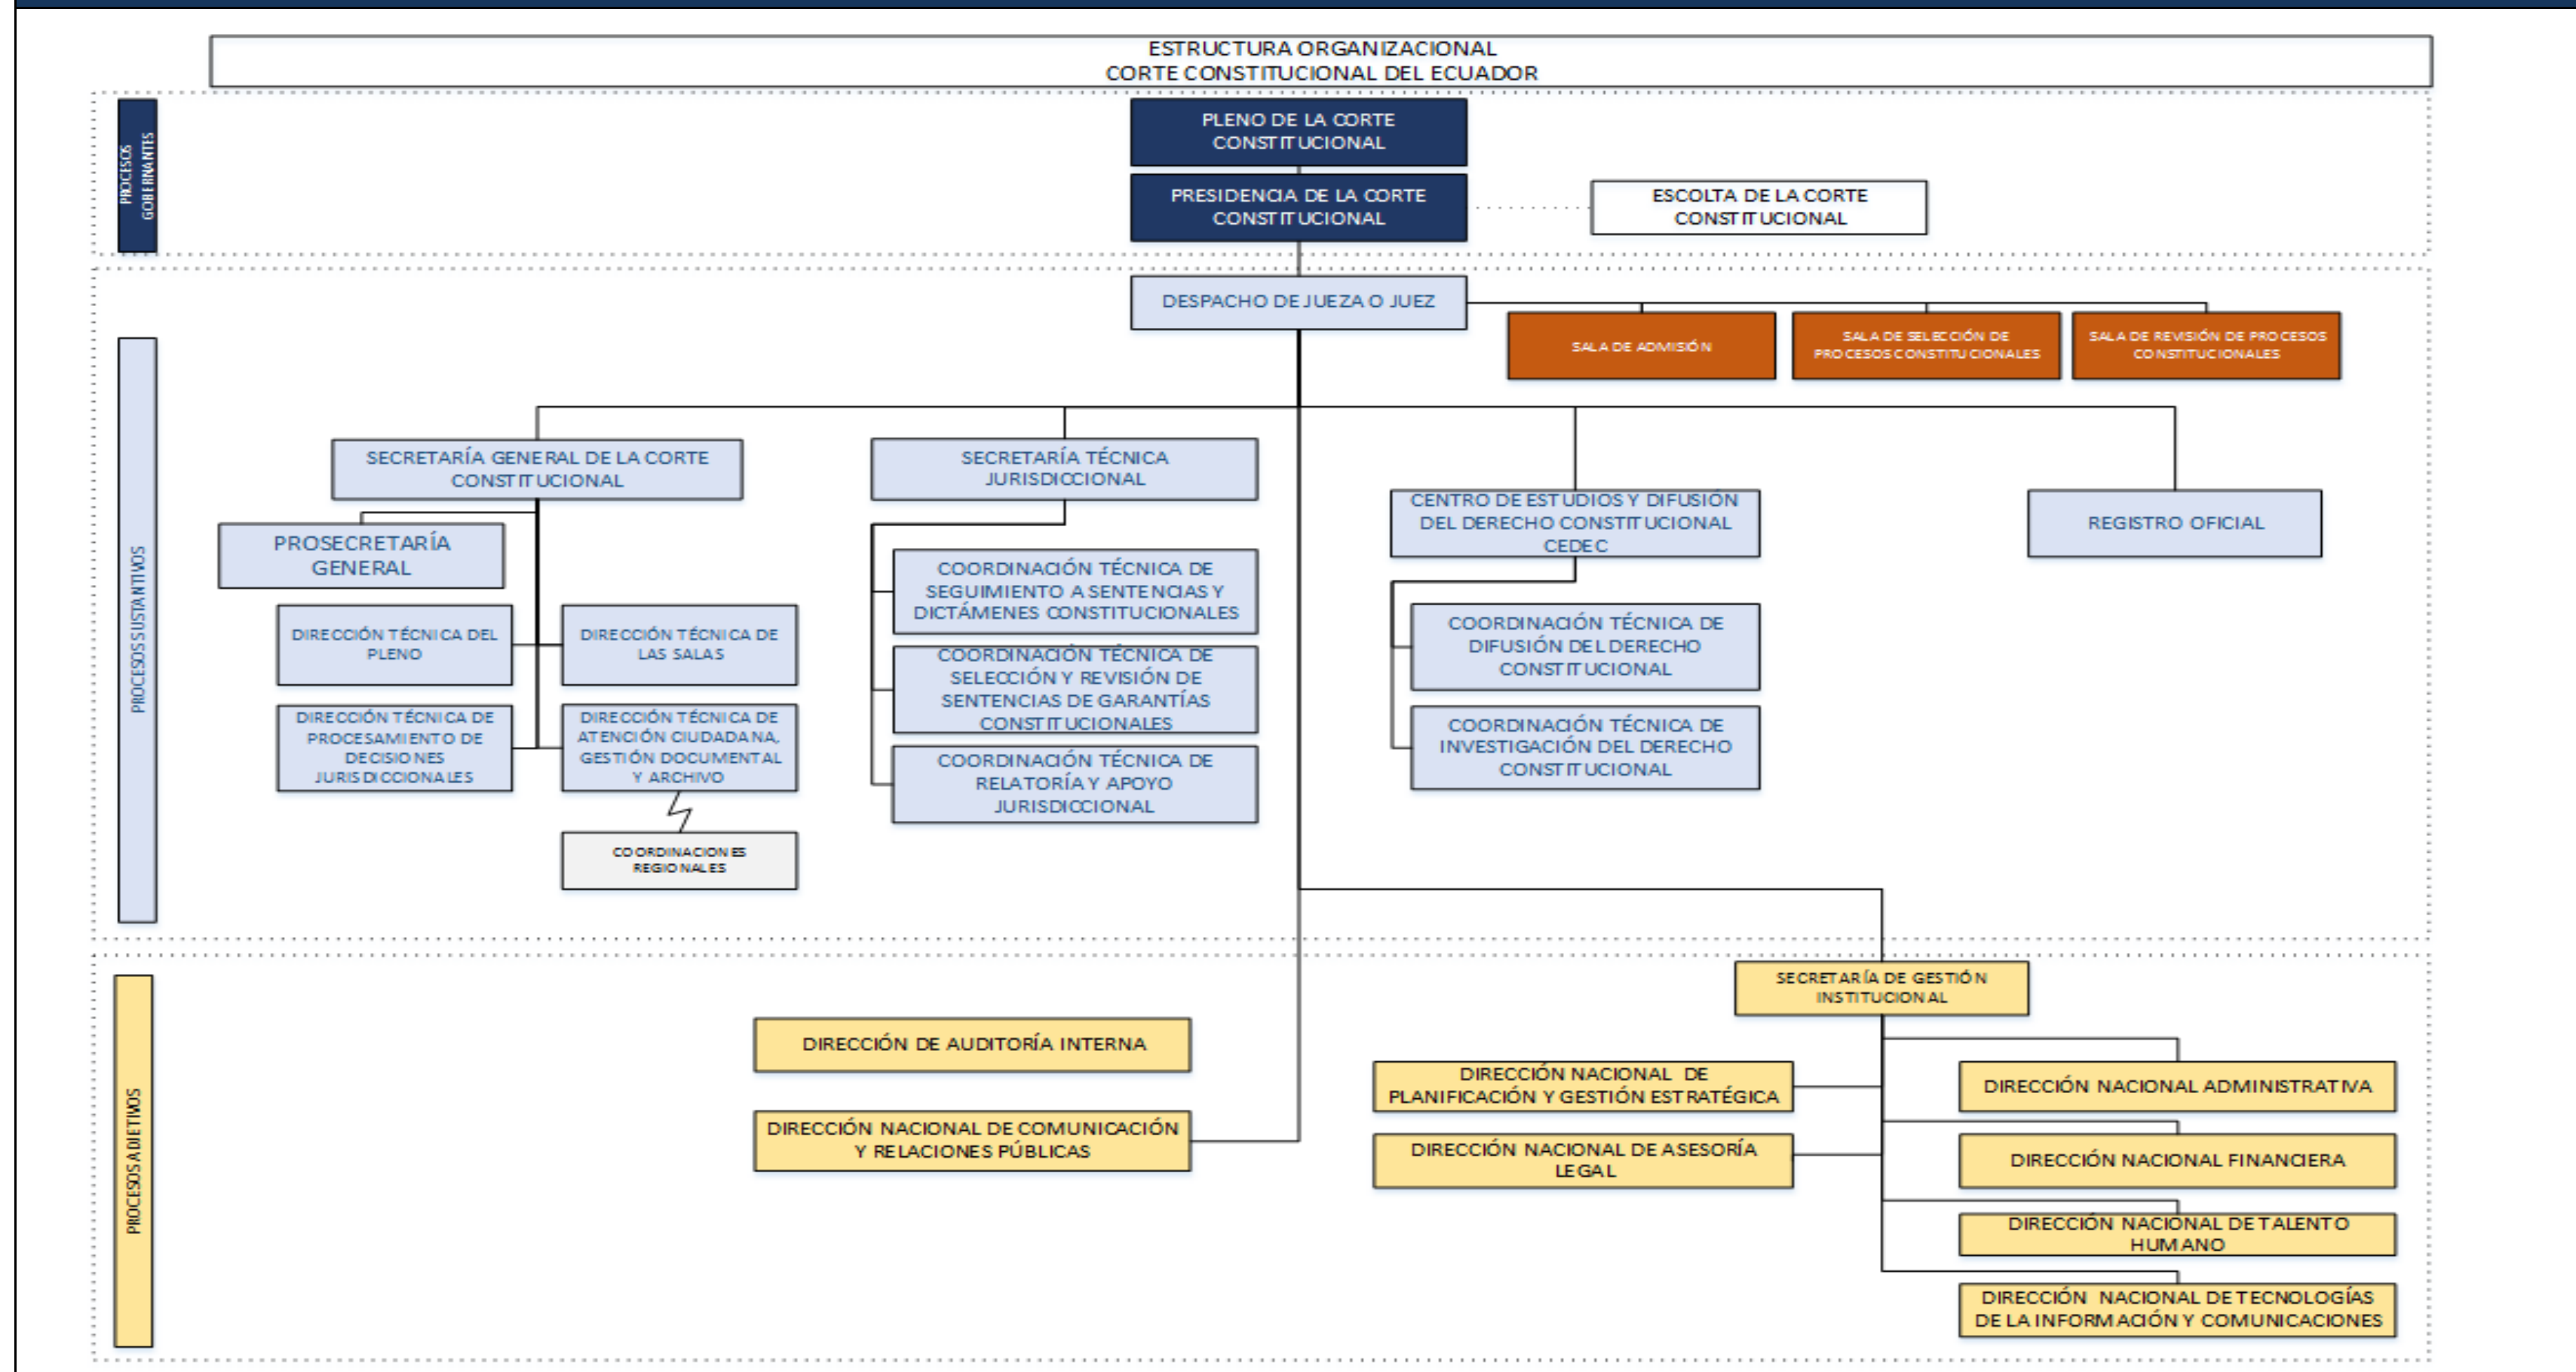 ESTRUCTURA ORGANIZACIONAL
CORTE CONSTITUCIONAL DEL ECUADOR
PROCESOS
GOBERNANTES
PLENO DE LA CORTE
CONSTITUCIONAL
PRESIDENCIA DE LA CORTE
CONSTITUCIONAL
ESCOLTA DE LA CORTE
CONSTITUCIONAL
PROCESOS SUSTANTIVOS
DESPACHO DE JUEZA O JUEZ
SALA DE ADMISIÓN
SALA DE SELECCIÓN DE
PROCESOS CONSTITUCIONALES
SALA DE REVISIÓN DE PROCESOS
CONSTITUCIONALES
SECRETARÍA GENERAL DE LA CORTE
CONSTITUCIONAL
PROSECRETARÍA
GENERAL
DIRECCIÓN TÉCNICA DEL
PLENO
DIRECCIÓN TÉCNICA DE
LAS SALAS
DIRECCIÓN TÉCNICA DE
PROCESAMIENTO DE
DECISIONES
JURISDICCIONALES
DIRECCIÓN TÉCNICA DE
ATENCIÓN CIUDADANA,
GESTIÓN DOCUMENTAL
Y ARCHIVO
COORDINACIONES
REGIONALES
SECRETARÍA TÉCNICA
JURISDICCIONAL
COORDINACIÓN TÉCNICA DE
SEGUIMIENTO A SENTENCIAS Y
DICTÁMENES CONSTITUCIONALES
COORDINACIÓN TÉCNICA DE
SELECCIÓN Y REVISIÓN DE
SENTENCIAS DE GARANTÍAS
CONSTITUCIONALES
COORDINACIÓN TÉCNICA DE
RELATORÍA Y APOYO
JURISDICCIONAL
CENTRO DE ESTUDIOS Y DIFUSIÓN
DEL DERECHO CONSTITUCIONAL
CEDEC
COORDINACIÓN TÉCNICA DE
DIFUSIÓN DEL DERECHO
CONSTITUCIONAL
COORDINACIÓN TÉCNICA DE
INVESTIGACIÓN DEL DERECHO
CONSTITUCIONAL
REGISTRO OFICIAL
PROCESOS ADJETIVOS
DIRECCIÓN DE AUDITORÍA INTERNA
DIRECCIÓN NACIONAL DE COMUNICACIÓN
Y RELACIONES PÚBLICAS
SECRETARÍA DE GESTIÓN
INSTITUCIONAL
DIRECCIÓN NACIONAL DE
PLANIFICACIÓN Y GESTIÓN ESTRATÉGICA
DIRECCIÓN NACIONAL DE ASESORÍA
LEGAL
DIRECCIÓN NACIONAL ADMINISTRATIVA
DIRECCIÓN NACIONAL FINANCIERA
DIRECCIÓN NACIONAL DE TALENTO
HUMANO
DIRECCIÓN NACIONAL DE TECNOLOGÍAS
DE LA INFORMACIÓN Y COMUNICACIONES